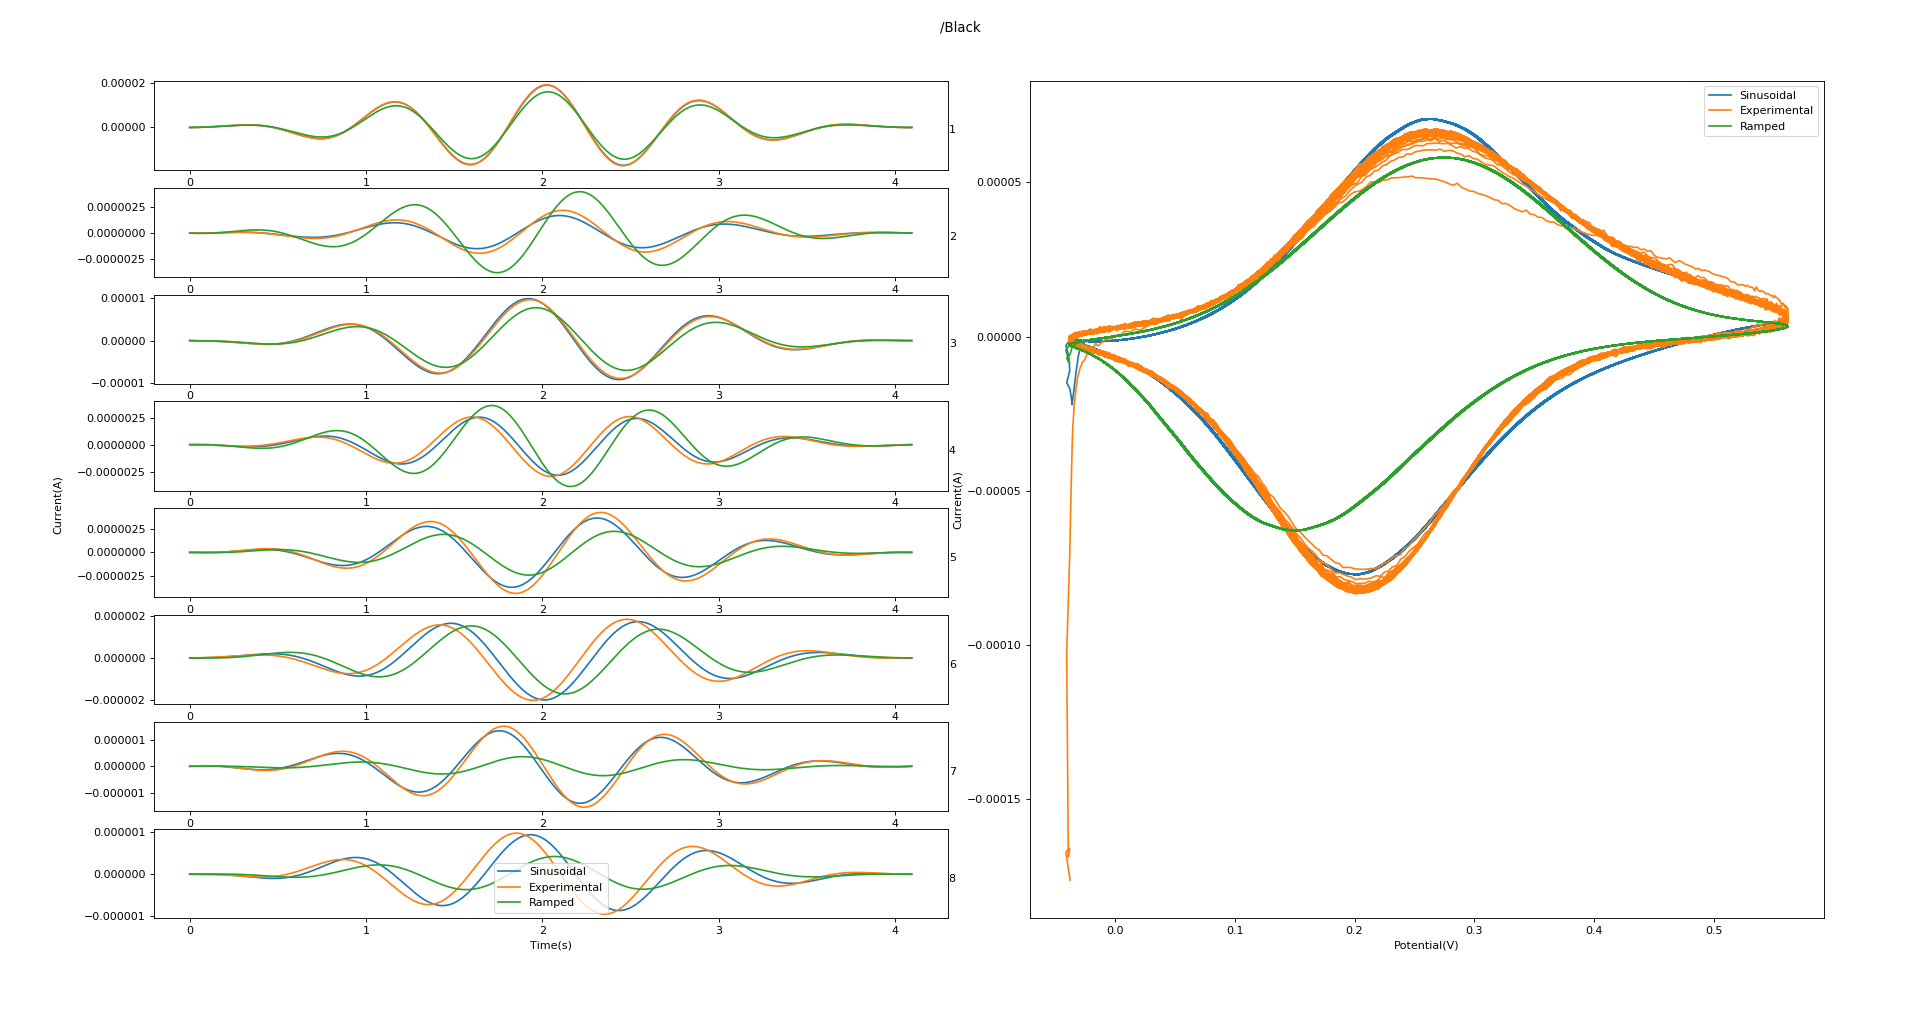 /Black
0.00002
0.00000
0 1 2 3 4
1
0.0000025
0.0000000
−0.0000025
0 1 2 3 4
2
0.00001
0.00000
−0.00001
0 1 2 3 4
3
0.0000025
0.0000000
−0.0000025
0 1 2 3 4
4
0.0000025
0.0000000
−0.0000025
0 1 2 3 4
5
0.000002
0.000000
−0.000002
0 1 2 3 4
6
0.000001
0.000000
−0.000001
0 1 2 3 4
7
0.000001
0.000000
−0.000001
0 1 2 3 4
8
Sinusoidal
Experimental
Ramped
Current(A)
Time(s)
Sinusoidal
Experimental
Ramped
0.00005
0.00000
−0.00005
−0.00010
−0.00015
0.0 0.1 0.2 0.3 0.4 0.5
Current(A)
Potential(V)